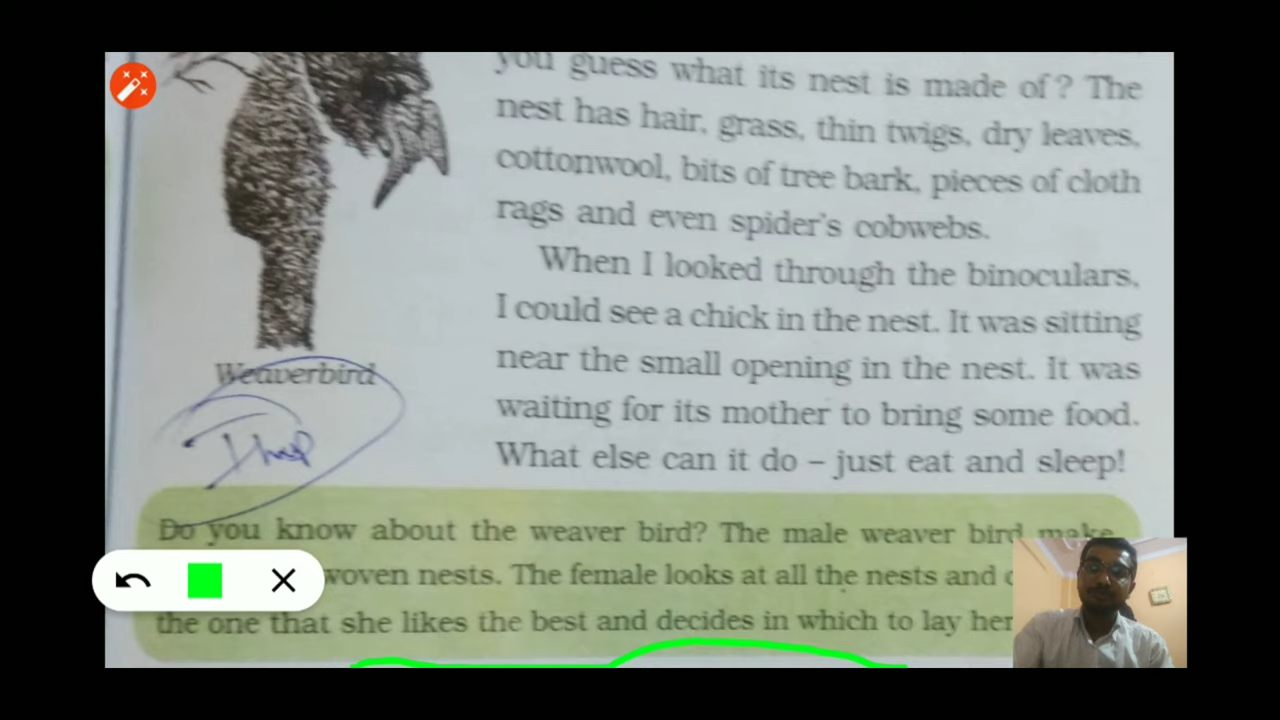 you guess what its nest is made of? The
nest has hair, grass, thin twigs, dry leaves,
cottonwool, bits of tree bark, pieces of cloth
rags and even spider's cobwebs.
When I looked through the binoculars,
I could see a chick in the nest. It was sitting
near the small opening in the nest. It was
waiting for its mother to bring some food.
What else can it do – just eat and sleep!
Weaverbird
Do you know about the weaver bird? The male weaver bird make
woven nests. The female looks at all the nests and
the one that she likes the best and decides in which to lay her